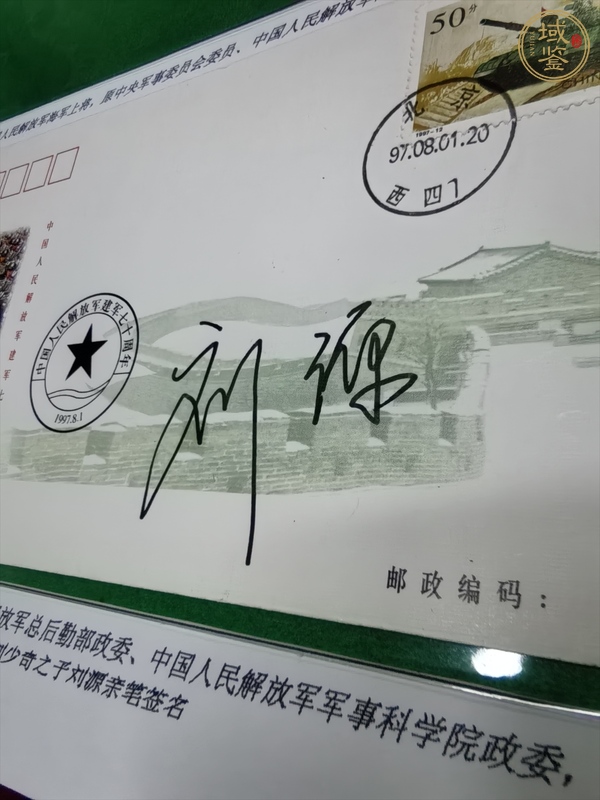 人民解放军海军上将，原中央军事委员会委员、中国人民解放军
50分
域鉴
1997-12
北京
97.08.01.20
西四1
中国人民解放军建军七
中国人民解放军建军七十周年
1997.8.1
刘源
邮政编码：
放军总后勤部政委、中国人民解放军军事科学院政委，
刘少奇之子刘源亲笔签名